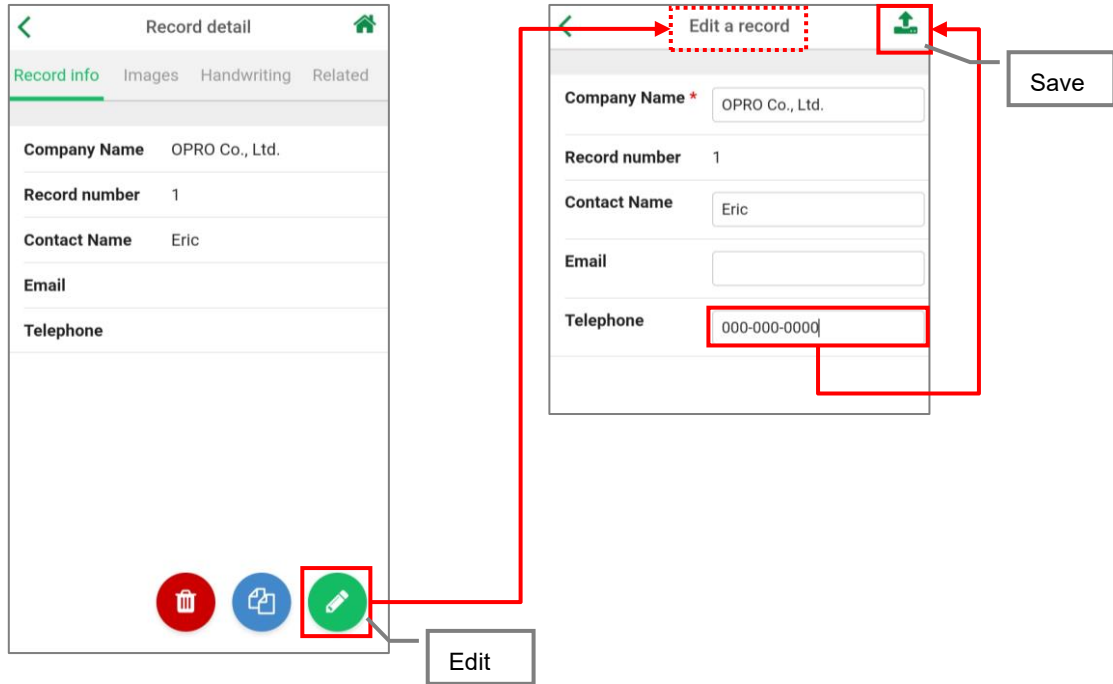 Record detail
Record info Images Handwriting Related
Company Name OPRO Co., Ltd.
Record number 1
Contact Name Eric
Email
Telephone
Edit
Edit a record
Save
Company Name * OPRO Co., Ltd.
Record number 1
Contact Name Eric
Email
Telephone 000-000-0000